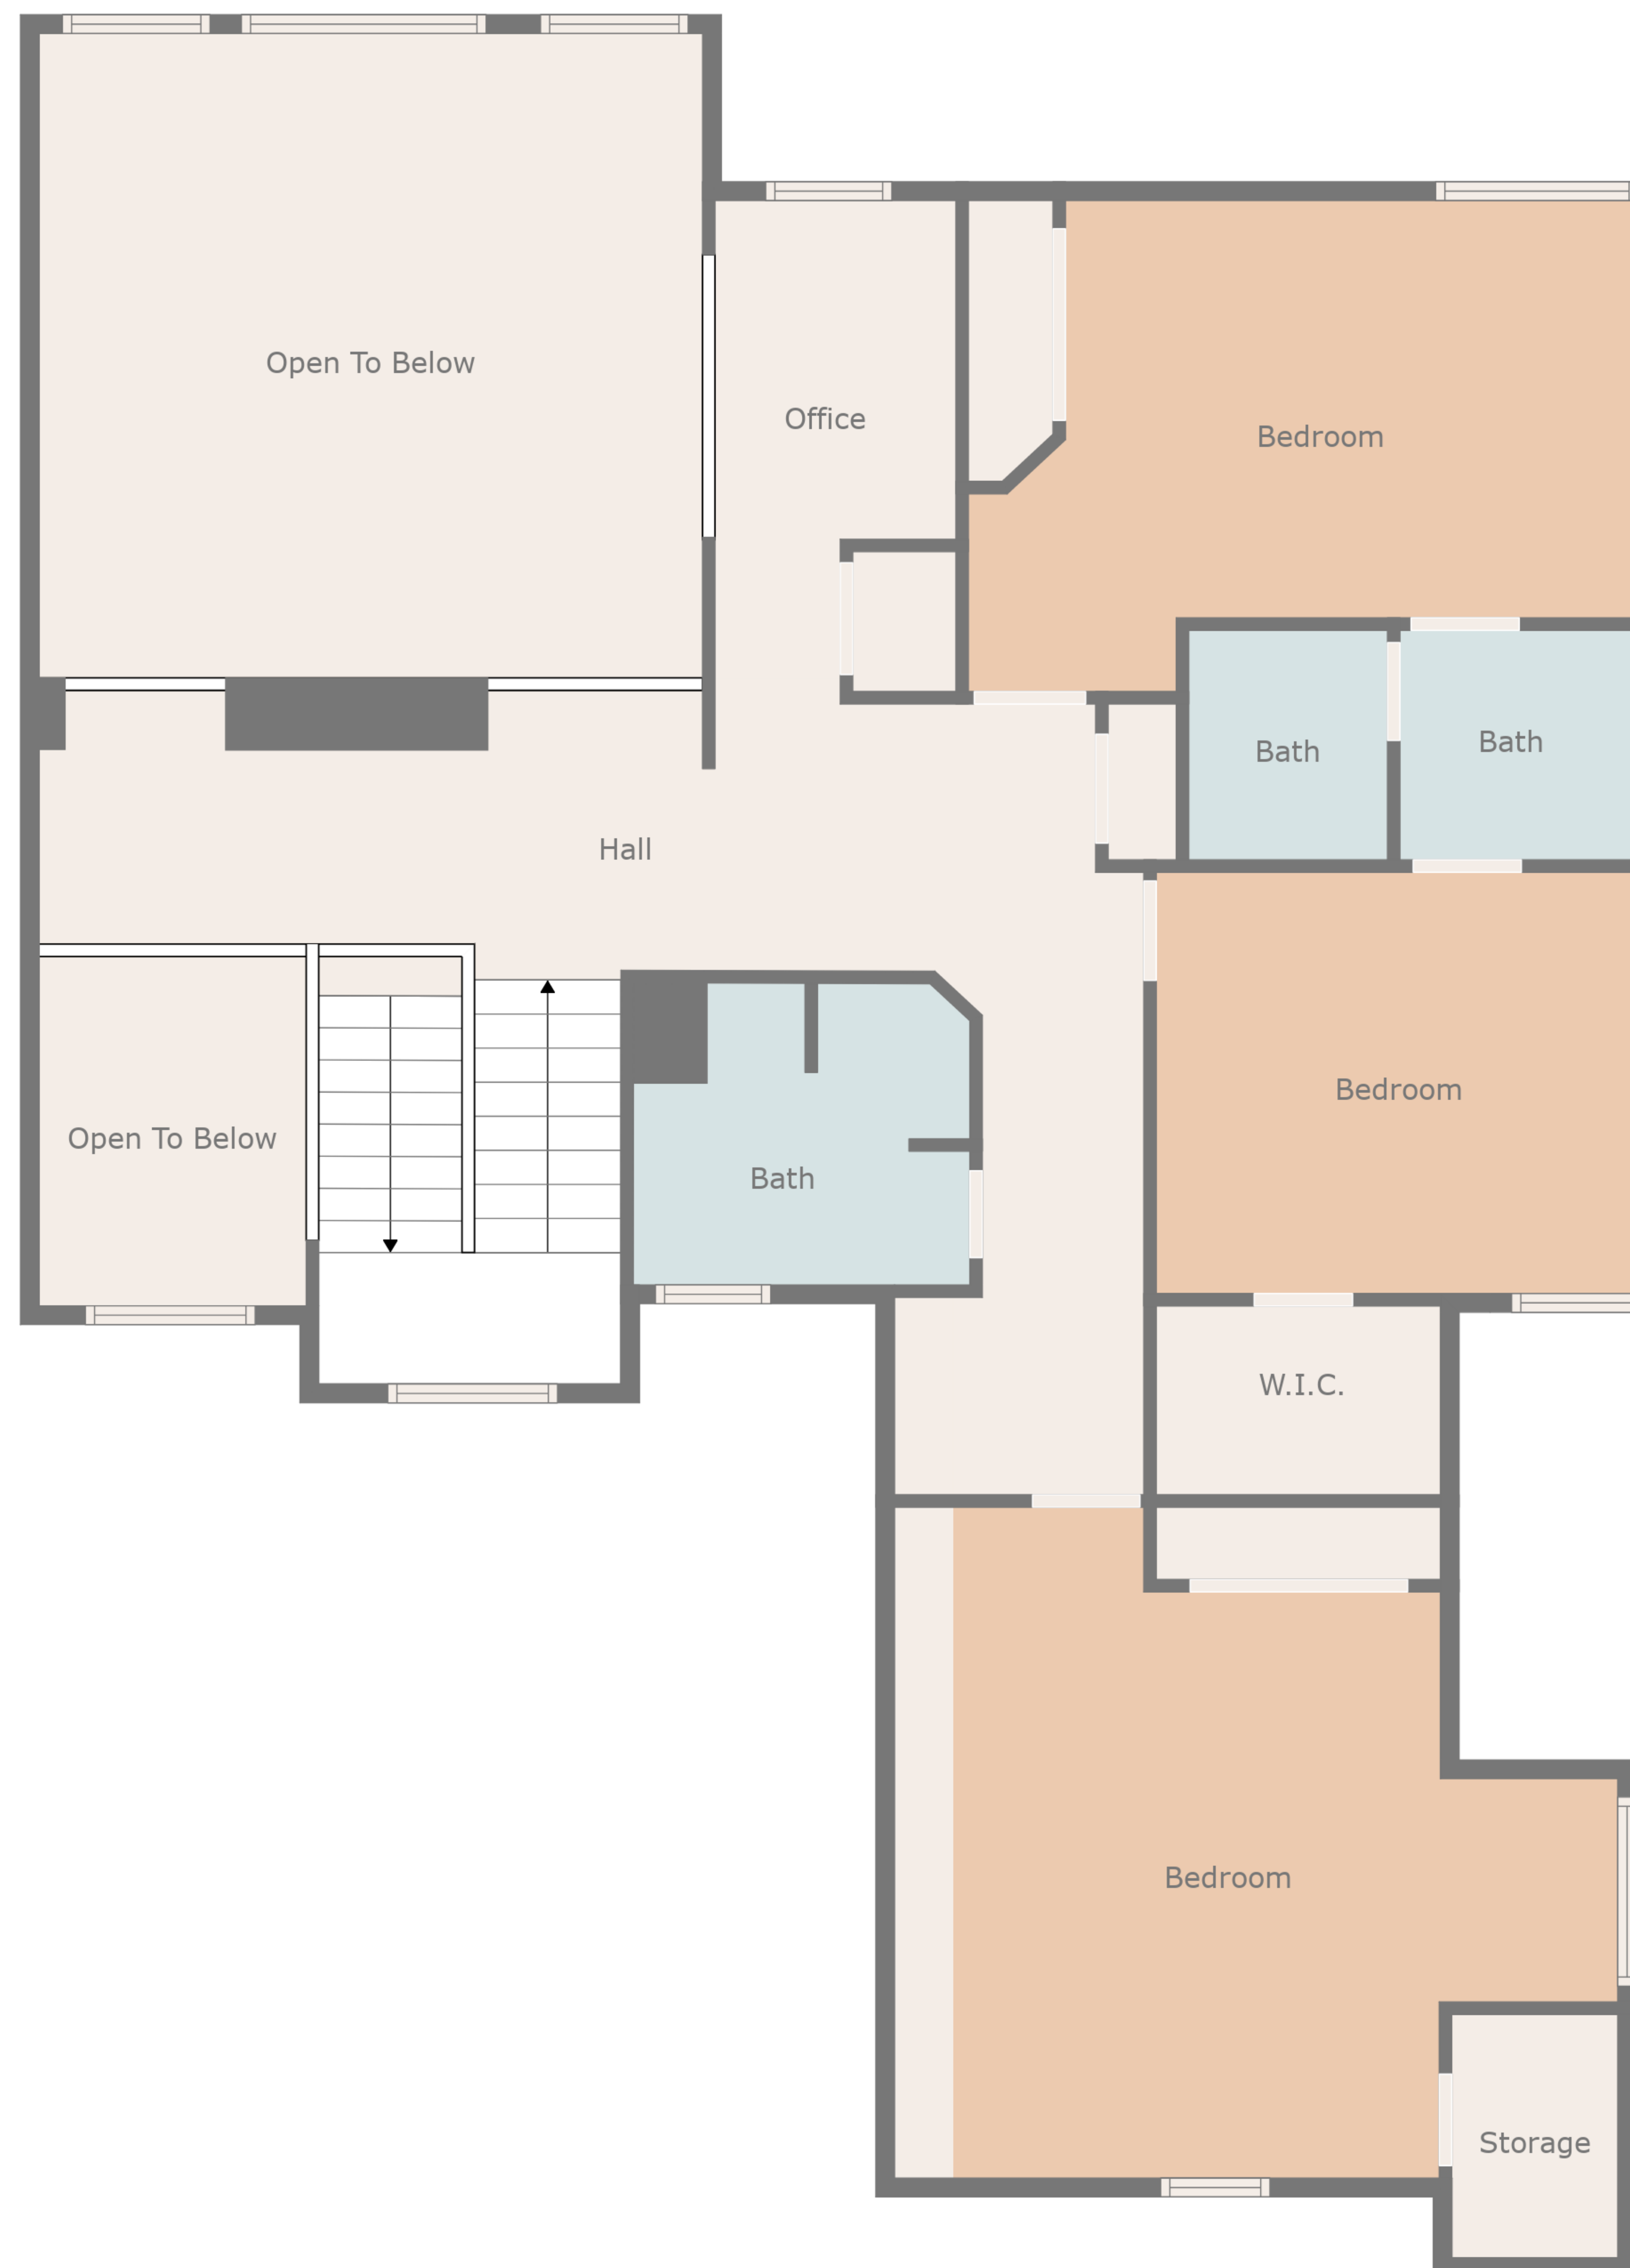 Open To Below
Office
Bedroom
Bath
Bath
Hall
Bedroom
Open To Below
Bath
W.I.C.
Bedroom
Storage